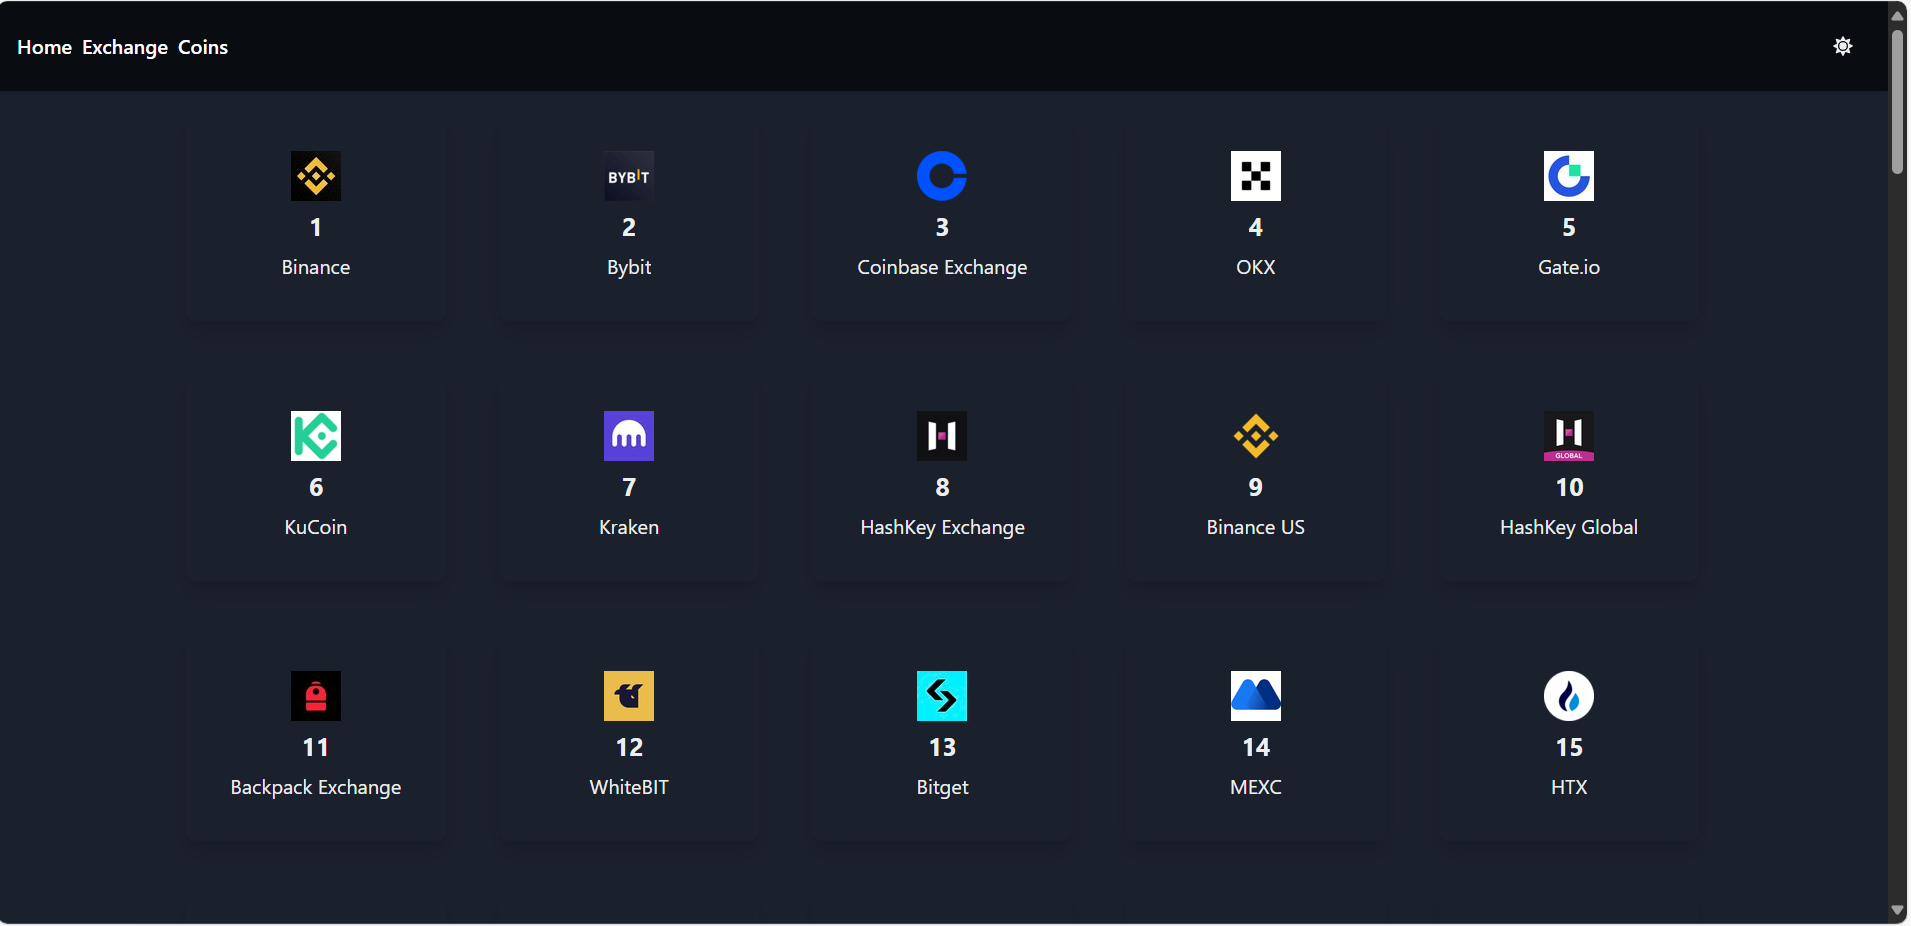 Home Exchange Coins
BYBIT
1 2 3 4 5
Binance Bybit Coinbase Exchange OKX Gate.io
GLOBAL
6 7 8 9 10
KuCoin Kraken HashKey Exchange Binance US HashKey Global
11 12 13 14 15
Backpack Exchange WhiteBIT Bitget MEXC HTX